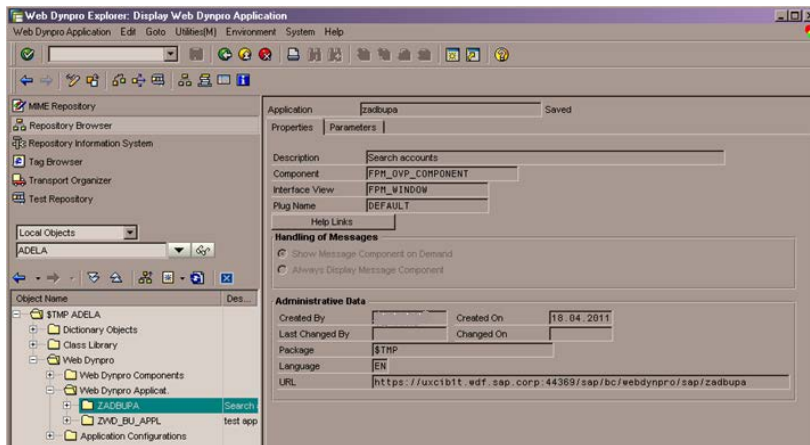 Web Dynpro Explorer: Display Web Dynpro Application
Web Dynpro Application Edit Goto Utilities(M) Environment System Help
MIME Repository
Repository Browser
Repository Information System
Tag Browser
Transport Organizer
Test Repository
Local Objects
ADELA
Object Name Des...
$TMP ADELA
Dictionary Objects
Class Library
Web Dynpro
Web Dynpro Components
Web Dynpro Applicat.
ZADBUPA Search
ZWD_BU_APPL test app
Application Configurations
Application zadbupa Saved
Properties Parameters
Description Search accounts
Component FPM_OVP_COMPONENT
Interface View FPM_WINDOW
Plug Name DEFAULT
Help Links
Handling of Messages
Show Message Component on Demand
Always Display Message Component
Administrative Data
Created By Created On 18.04.2011
Last Changed By Changed On
Package $TMP
Language EN
URL https://uxcibit.wdf.sap.corp:44369/sap/bc/webdynpro/sap/zadbupa